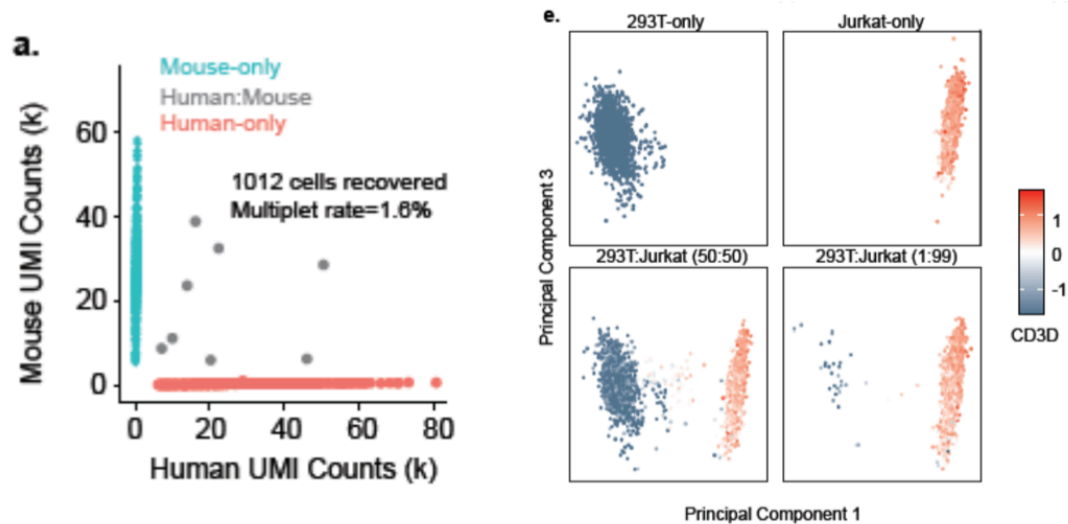 a.
Mouse-only
Human:Mouse
Human-only
1012 cells recovered
Multiplet rate=1.6%
Mouse UMI Counts (k)
60
40
20
0
0 20 40 60 80
Human UMI Counts (k)
e.
293T-only Jurkat-only
293T:Jurkat (50:50) 293T:Jurkat (1:99)
Principal Component 3
Principal Component 1
1
0
-1
CD3D